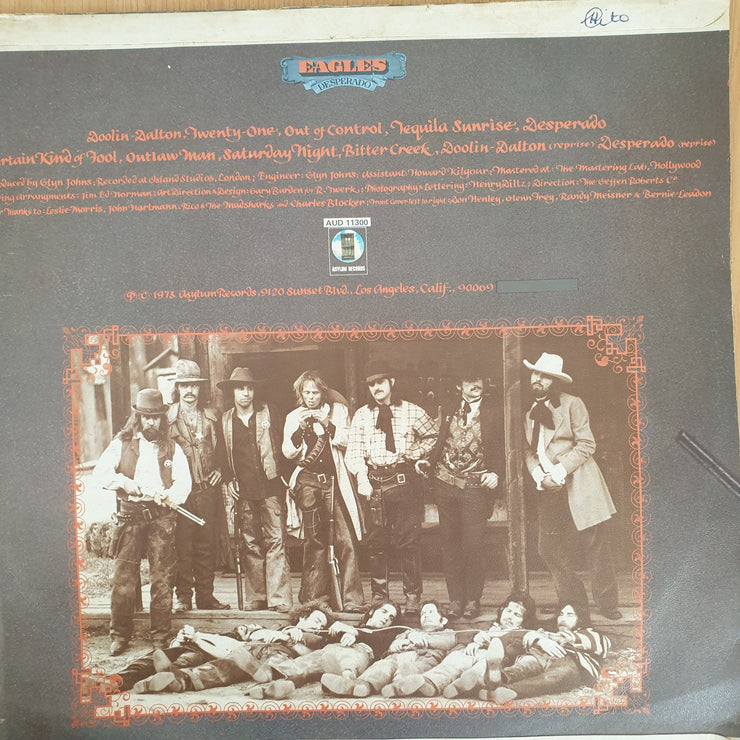 Hito
EAGLES
DESPERADO
Doolin-Dalton, Twenty-One, Out of Control, Tequila Sunrise, Desperado
rtain Kind of Fool, Outlaw Man, Saturday Night, Bitter Creek, Doolin-Dalton (reprise) Desperado (reprise)
duced by Glyn Johns, Recorded at Island Studios, London; Engineer: Glyn Johns, Assistant Howard Kilgour, Mastered at: The Mastering Lab, Hollywood
ing arrangments: Jim Ed Norman; Art Direction & Design: Gary Burden for R. Twerk; Photography & Lettering: Henry Diltz; Direction: The Geffen Roberts Co
Thanks to-Leslie Morris, John Hartmann, Rico & The Mudsharks and Charles Blocker; Front Cover left to right: Don Henley, Glenn Frey, Randy Meisner & Bernie Leadon
AUD 11300
ASYLUM RECORDS
P C 1973 Asylum Records, 9120 Sunset Blvd., Los Angeles, Calif., 90069